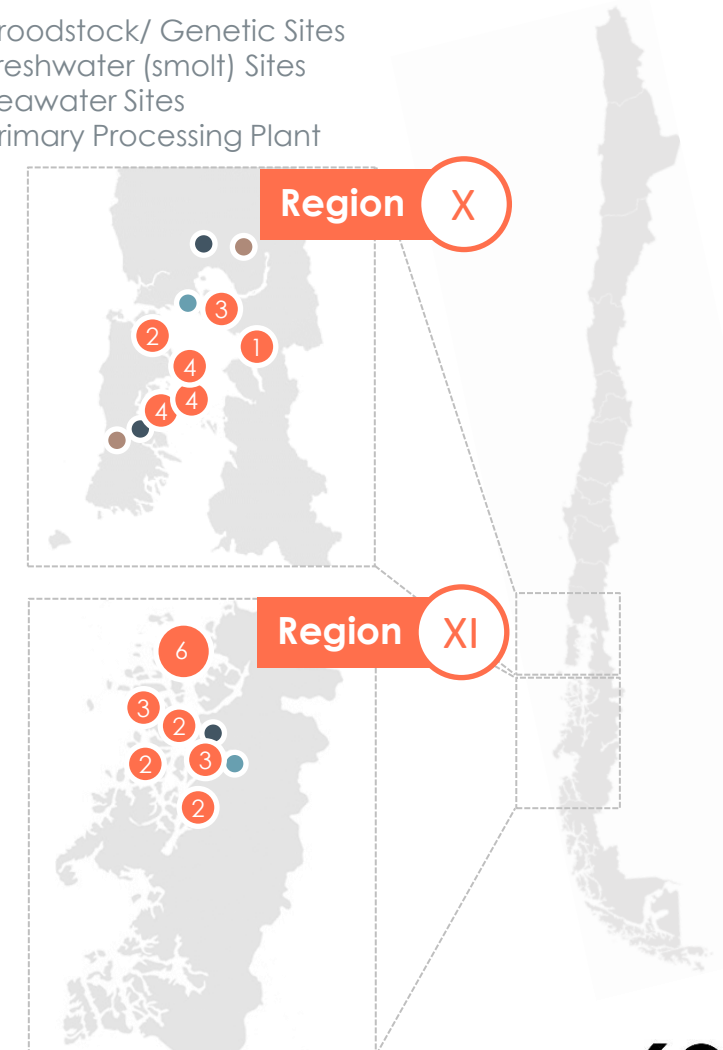 roodstock/ Genetic Sites
reshwater (smolt) Sites
eawater Sites
rimary Processing Plant
Region X
3
2
1
4
4
4
Region XI
6
3
2
2
3
2